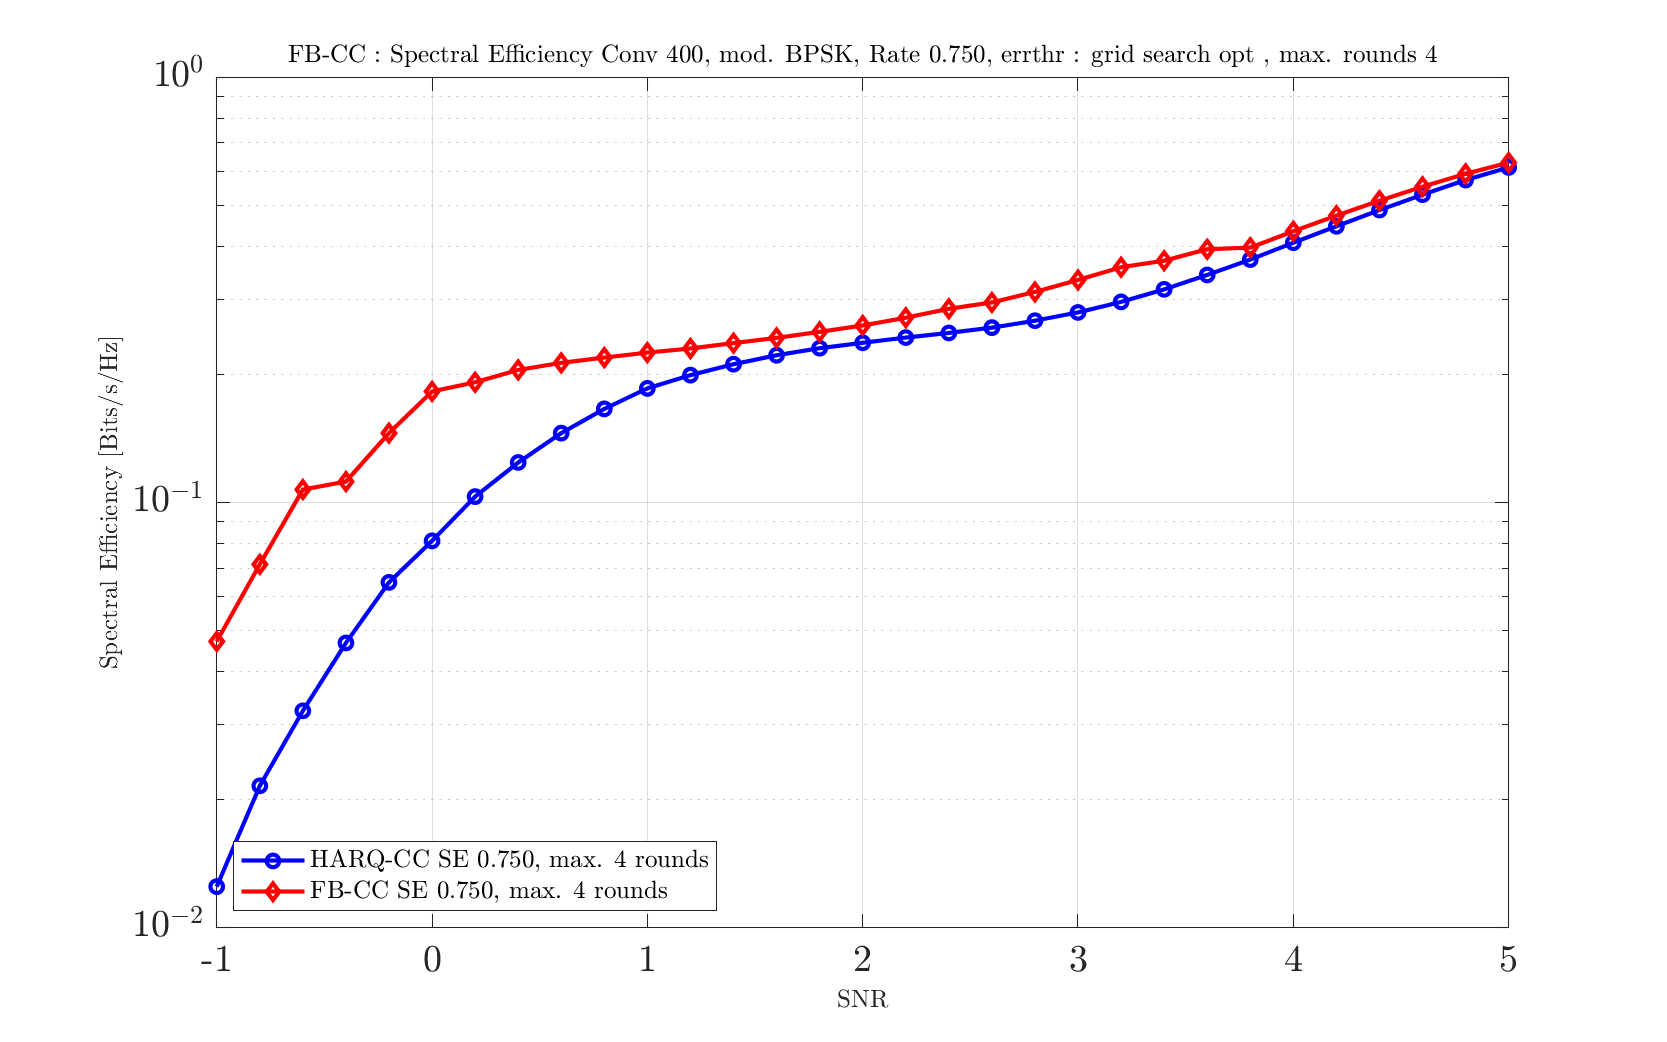 FB-CC : Spectral Efficiency Conv 400, mod. BPSK, Rate 0.750, errthr : grid search opt , max. rounds 4
10^0
10^-1
10^-2
Spectral Efficiency [Bits/s/Hz]
HARQ-CC SE 0.750, max. 4 rounds
FB-CC SE 0.750, max. 4 rounds
-1 0 1 2 3 4 5
SNR